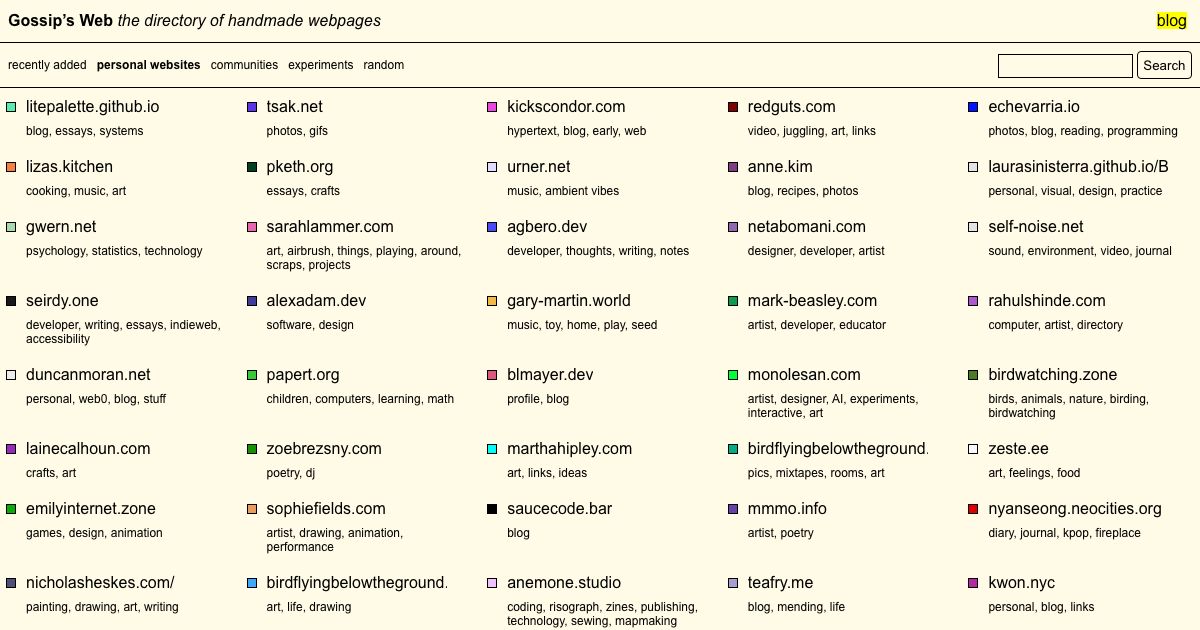 Gossip's Web the directory of handmade webpages
blog
recently added personal websites communities experiments random
Search
litepalette.github.io
blog, essays, systems
tsak.net
photos, gifs
kickscondor.com
hypertext, blog, early, web
redguts.com
video, juggling, art, links
echevarria.io
photos, blog, reading, programming
lizas.kitchen
cooking, music, art
pketh.org
essays, crafts
urner.net
music, ambient vibes
anne.kim
blog, recipes, photos
laurasinisterra.github.io/B
personal, visual, design, practice
gwern.net
psychology, statistics, technology
sarahlammer.com
art, airbrush, things, playing, around,
scraps, projects
agbero.dev
developer, thoughts, writing, notes
netabomani.com
designer, developer, artist
self-noise.net
sound, environment, video, journal
seirdy.one
developer, writing, essays, indieweb,
accessibility
alexadam.dev
software, design
gary-martin.world
music, toy, home, play, seed
mark-beasley.com
artist, developer, educator
rahulshinde.com
computer, artist, directory
duncanmoran.net
personal, web0, blog, stuff
papert.org
children, computers, learning, math
blmayer.dev
profile, blog
monolesan.com
artist, designer, AI, experiments,
interactive, art
birdwatching.zone
birds, animals, nature, birding,
birdwatching
lainecalhoun.com
crafts, art
zoebrezsny.com
poetry, dj
marthahipley.com
art, links, ideas
birdflyingbelowtheground.
pics, mixtapes, rooms, art
zeste.ee
art, feelings, food
emilyinternet.zone
games, design, animation
sophiefields.com
artist, drawing, animation,
performance
saucecode.bar
blog
mmmo.info
artist, poetry
nyanseong.neocities.org
diary, journal, kpop, fireplace
nicholasheskes.com/
painting, drawing, art, writing
birdflyingbelowtheground.
art, life, drawing
anemone.studio
coding, risograph, zines, publishing,
technology, sewing, mapmaking
teafry.me
blog, mending, life
kwon.nyc
personal, blog, links